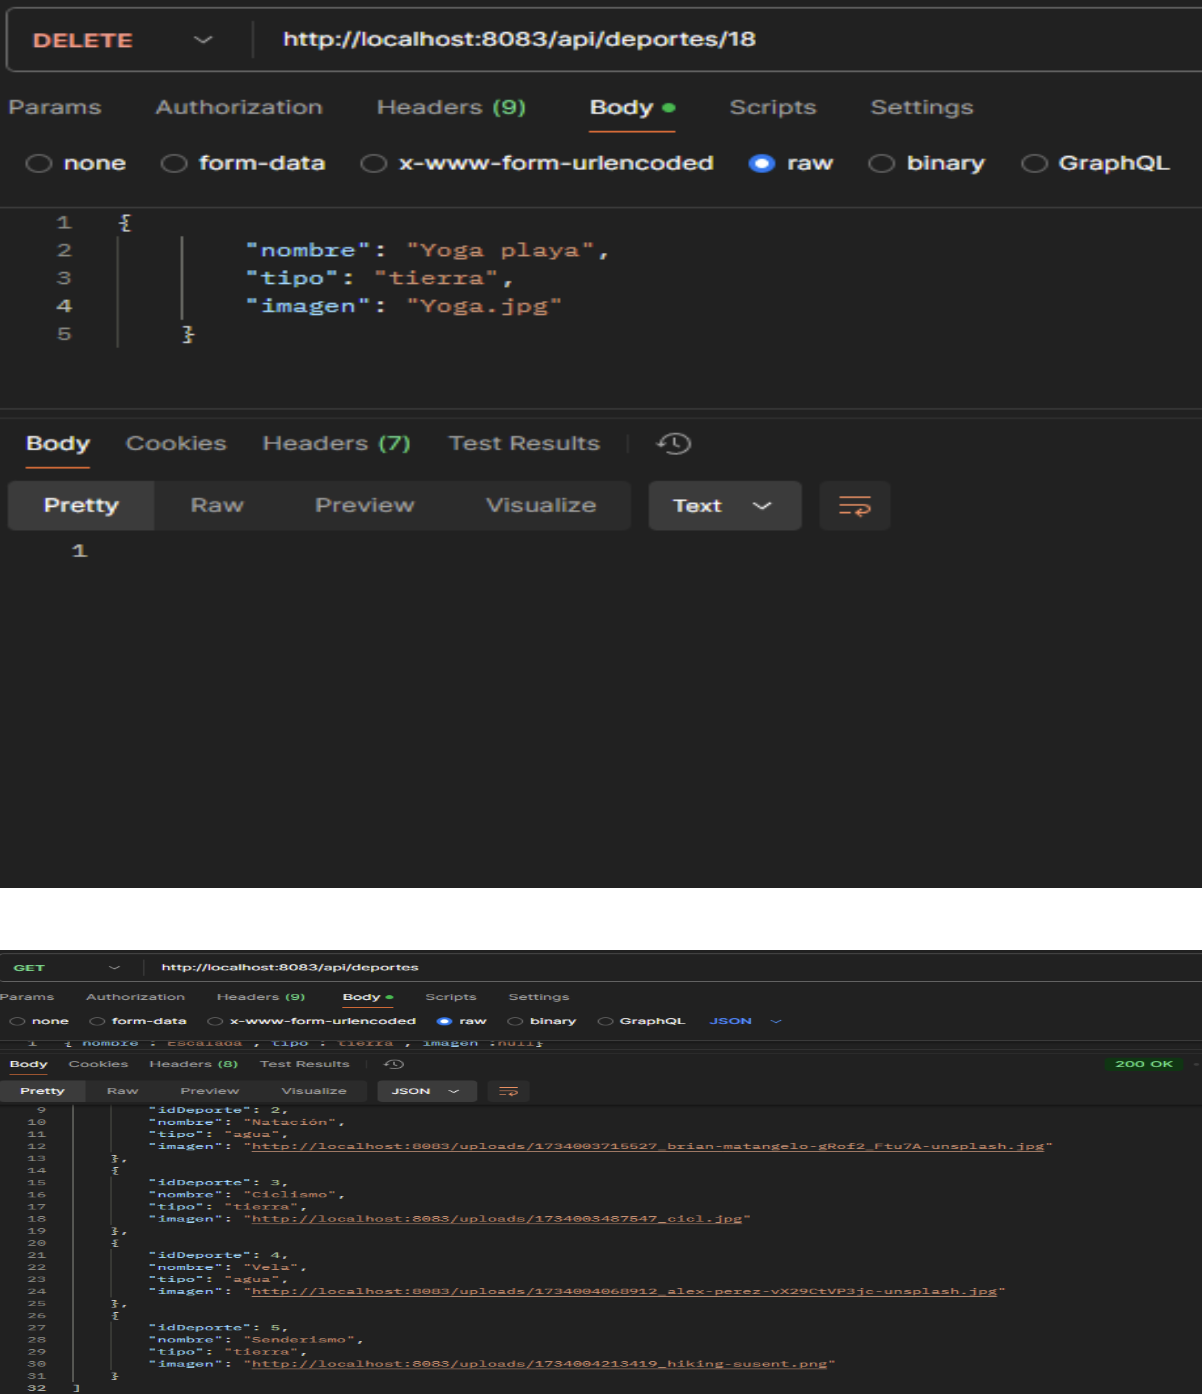 DELETE http://localhost:8083/api/deportes/18
Params Authorization Headers (9) Body Scripts Settings
none form-data x-www-form-urlencoded raw binary GraphQL
1 {
2 "nombre": "Yoga playa",
3 "tipo": "tierra",
4 "imagen": "Yoga.jpg"
5 }
Body Cookies Headers (7) Test Results
Pretty Raw Preview Visualize Text
1
GET http://localhost:8083/api/deportes
Params Authorization Headers (9) Body Scripts Settings
none form-data x-www-form-urlencoded raw binary GraphQL JSON
1 { nombre : Escalada , tipo : tierra , imagen :null}
Body Cookies Headers (8) Test Results 200 OK
Pretty Raw Preview Visualize JSON
9 "idDeporte": 2,
10 "nombre": "Natación",
11 "tipo": "agua",
12 "imagen": "http://localhost:8083/uploads/1734003715527_brian-matangelo-gRof2_Ftu7A-unsplash.jpg"
13 },
14 {
15 "idDeporte": 3,
16 "nombre": "Ciclismo",
17 "tipo": "tierra",
18 "imagen": "http://localhost:8083/uploads/1734003487547_cicl.jpg"
19 },
20 {
21 "idDeporte": 4,
22 "nombre": "Vela",
23 "tipo": "agua",
24 "imagen": "http://localhost:8083/uploads/1734004068912_alex-perez-vX29CtVP3jc-unsplash.jpg"
25 },
26 {
27 "idDeporte": 5,
28 "nombre": "Senderismo",
29 "tipo": "tierra",
30 "imagen": "http://localhost:8083/uploads/1734004213419_hiking-susent.png"
31 }
32 ]